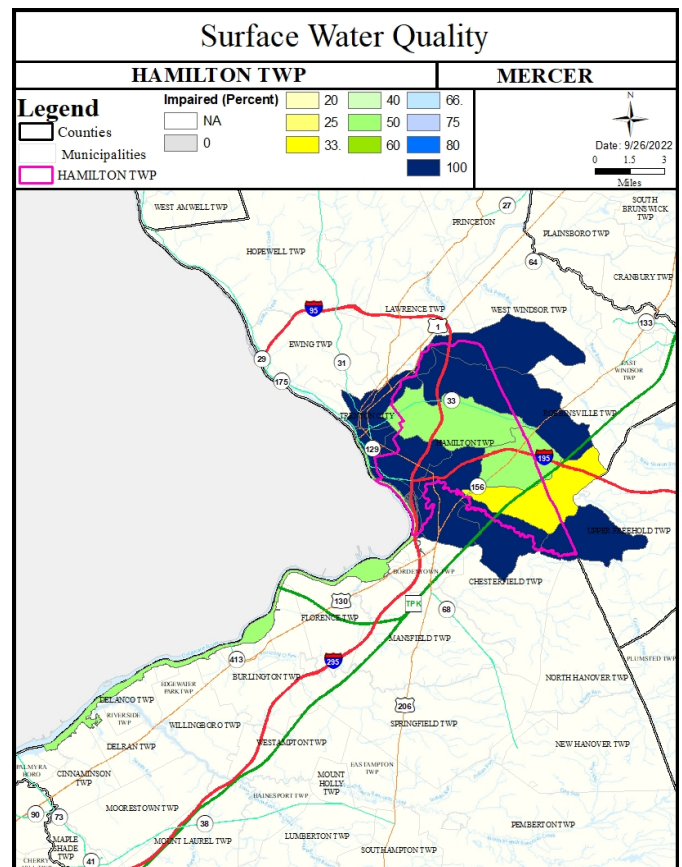 Surface Water Quality
HAMILTON TWP
MERCER
Legend
Counties
Municipalities
HAMILTON TWP
Impaired (Percent)
NA
0
20
25
33.
40
50
60
66.
75
80
100
N
Date: 9/26/2022
0 1.5 3
Miles
WEST AMWELL TWP
27
SOUTH
BRUNSWICK
TWP
PRINCETON
PLAINSBORO TWP
HOPEWELL TWP
64
CRANBURY TWP
95
LAWRENCE TWP
WEST WINDSOR TWP
1
133
EWING TWP
29
31
EAST
WINDSOR
TWP
175
33
TRENTON CITY
ROBBINSVILLE TWP
129
HAMILTON TWP
195
156
UPPER FREEHOLD TWP
BORDENTOWN TWP
CHESTERFIELD TWP
130
TPK
68
FLORENCE TWP
MANSFIELD TWP
413
295
PLUMSTED TWP
BURLINGTON TWP
NORTH HANOVER TWP
EDGEWATER
PARK TWP
DELANCO TWP
206
RIVERSIDE
TWP
WILLINGBORO TWP
SPRINGFIELD TWP
DELRAN TWP
WESTAMPTON TWP
NEW HANOVER TWP
PALMYRA
BORO
CINNAMINSON
TWP
EASTAMPTON
TWP
MOUNT
HOLLY
TWP
HAINESPORT TWP
MOORESTOWN TWP
90
73
38
PEMBERTON TWP
MAPLE
SHADE
TWP
MOUNT LAUREL TWP
LUMBERTON TWP
41
SOUTHAMPTON TWP
CHERRY